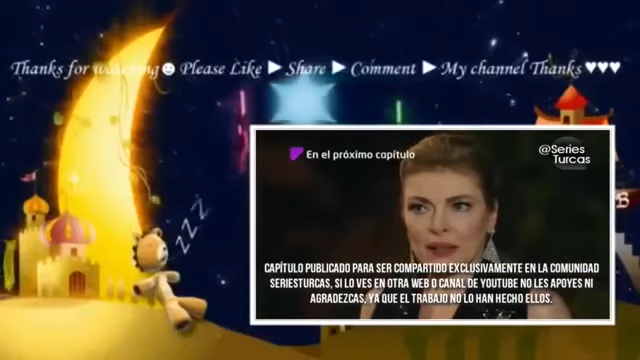 Thanks for watching☻ Please Like ►Share ►Comment ►My channel Thanks ♥♥♥
En el próximo capítulo
@Series
Turcas
CAPÍTULO PUBLICADO PARA SER COMPARTIDO EXCLUSIVAMENTE EN LA COMUNIDAD
SERIESTURCAS, SI LO VES EN OTRA WEB O CANAL DE YOUTUBE NO LES APOYES NI
AGRADEZCAS, YA QUE EL TRABAJO NO LO HAN HECHO ELLOS.
ZZZ